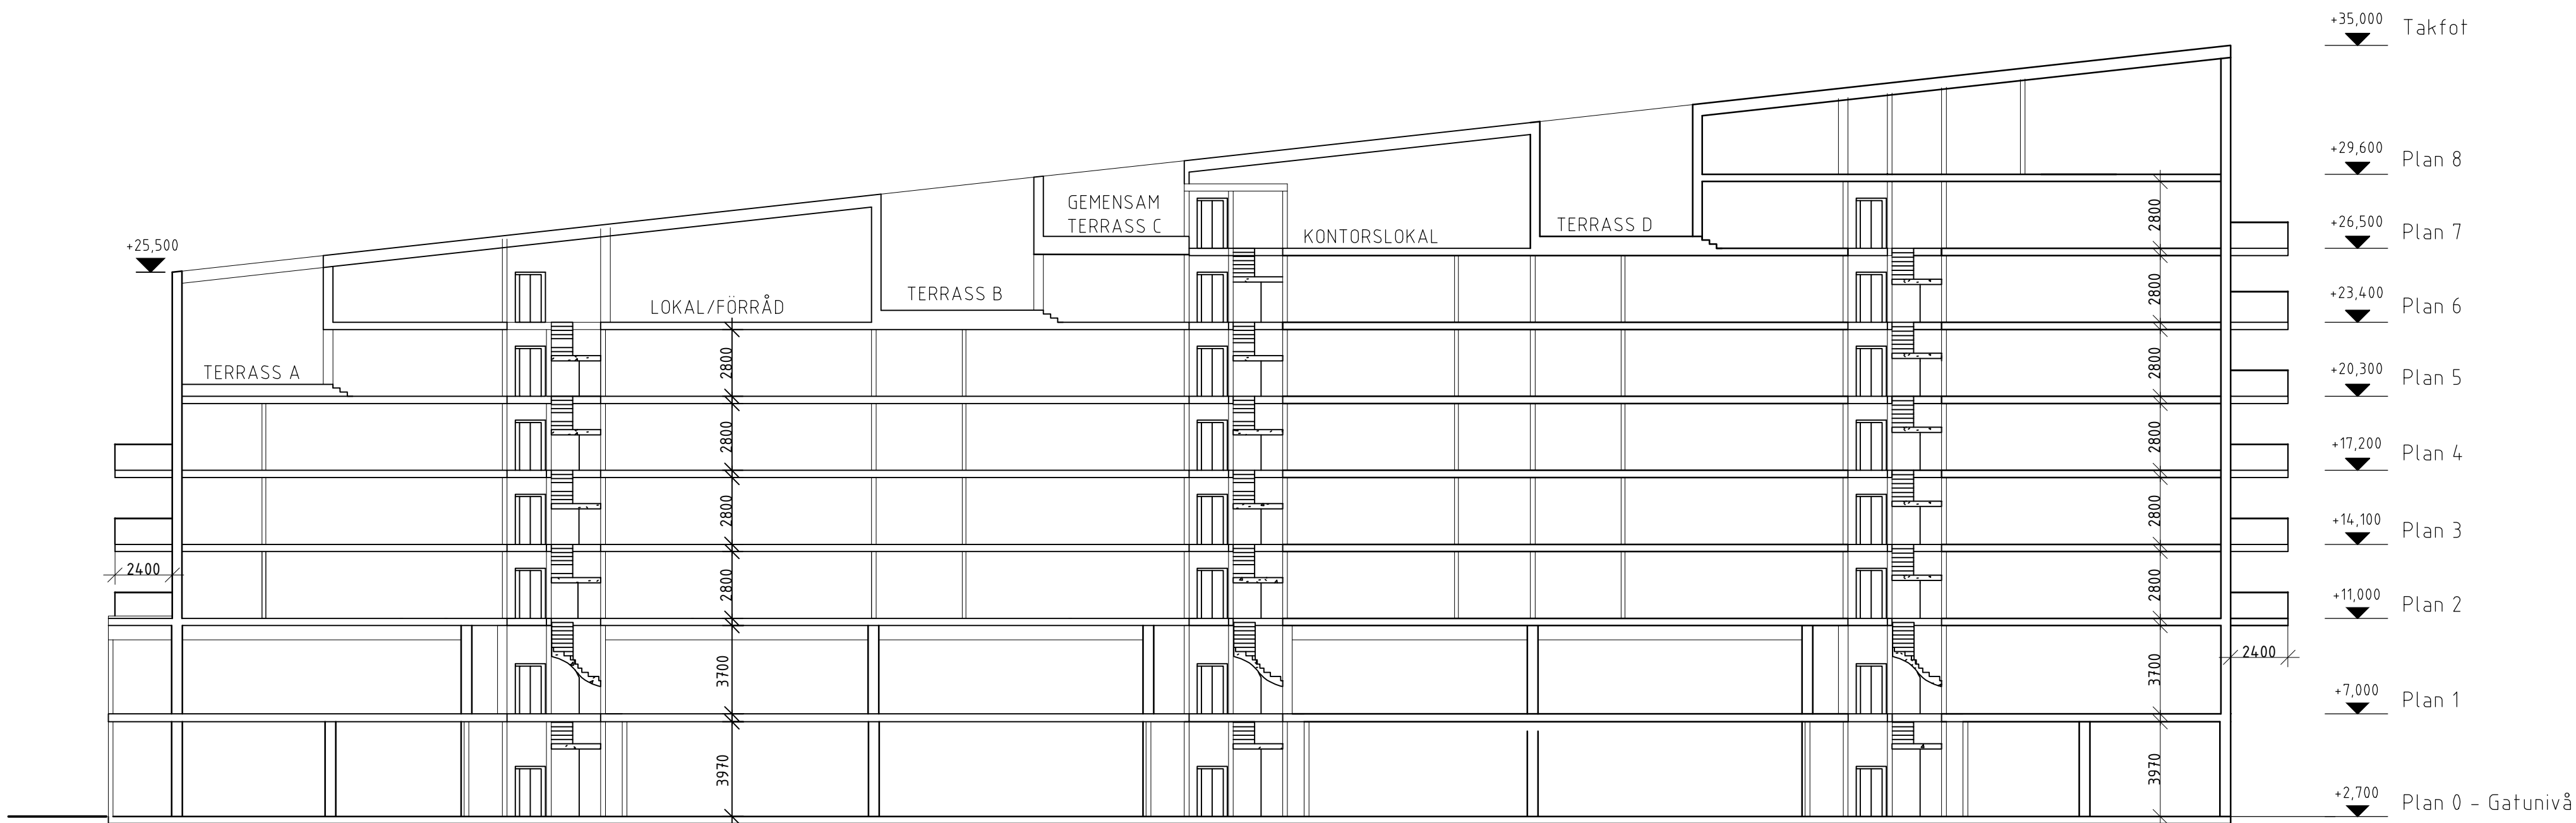 +35,000 Takfot
+29,600 Plan 8
GEMENSAM
TERRASS C
TERRASS D
KONTORSLOKAL
2800
+26,500 Plan 7
+25,500
LOKAL/FÖRRÅD
TERRASS B
2800
+23,400 Plan 6
TERRASS A
2800
2800
+20,300 Plan 5
2800
2800
+17,200 Plan 4
2800
2800
+14,100 Plan 3
2400
2800
2800
+11,000 Plan 2
3700
3700
2400
+7,000 Plan 1
3970
3970
+2,700 Plan 0 - Gatunivå